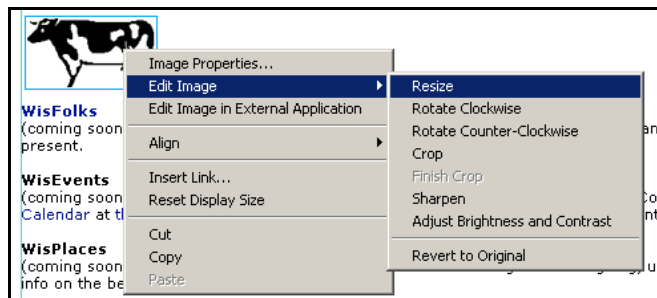 Image Properties...
Edit Image
Edit Image in External Application
Align
Insert Link...
Reset Display Size
Cut
Copy
Paste
Resize
Rotate Clockwise
Rotate Counter-Clockwise
Crop
Finish Crop
Sharpen
Adjust Brightness and Contrast
Revert to Original
WisFolks
(coming soon
present.
WisEvents
(coming soon
Calendar at
WisPlaces
(coming soon
info on the be